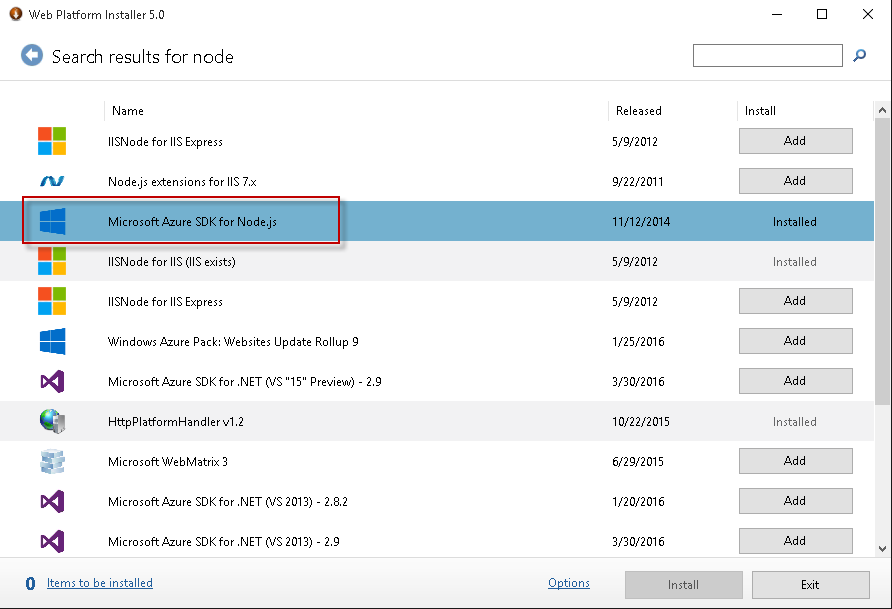 Web Platform Installer 5.0
Search results for node
Name Released Install
IISNode for IIS Express 5/9/2012 Add
Node.js extensions for IIS 7.x 9/22/2011 Add
Microsoft Azure SDK for Node.js 11/12/2014 Installed
IISNode for IIS (IIS exists) 5/9/2012 Installed
IISNode for IIS Express 5/9/2012 Add
Windows Azure Pack: Websites Update Rollup 9 1/25/2016 Add
Microsoft Azure SDK for .NET (VS "15" Preview) - 2.9 3/30/2016 Add
HttpPlatformHandler v1.2 10/22/2015 Installed
Microsoft WebMatrix 3 6/29/2015 Add
Microsoft Azure SDK for .NET (VS 2013) - 2.8.2 1/20/2016 Add
Microsoft Azure SDK for .NET (VS 2013) - 2.9 3/30/2016 Add
0 Items to be installed Options Install Exit